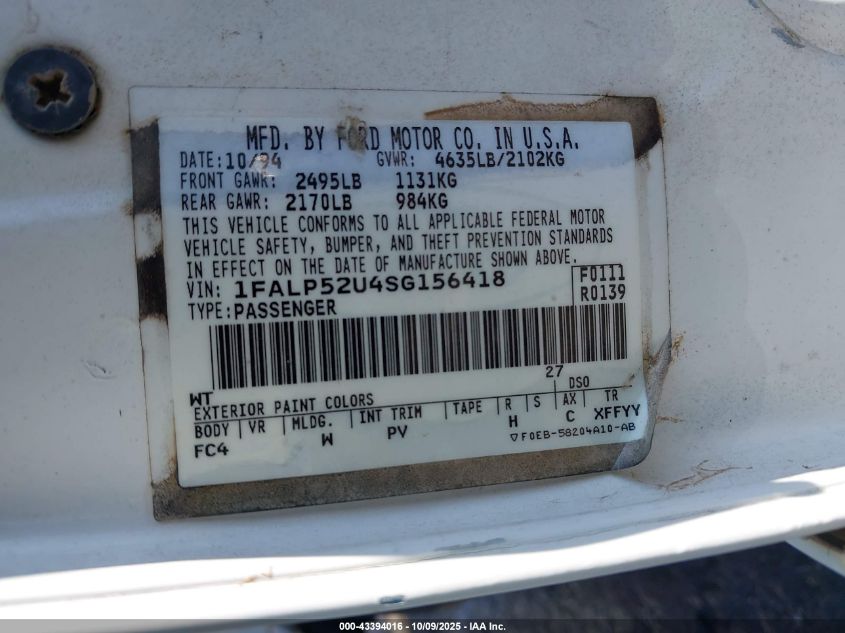 MFD. BY FORD MOTOR CO. IN U.S.A.
DATE: 10/94 GVWR: 4635LB/2102KG
FRONT GAWR: 2495LB 1131KG
REAR GAWR: 2170LB 984KG
THIS VEHICLE CONFORMS TO ALL APPLICABLE FEDERAL MOTOR
VEHICLE SAFETY, BUMPER, AND THEFT PREVENTION STANDARDS
IN EFFECT ON THE DATE OF MANUFACTURE SHOWN ABOVE.
VIN: 1FALP52U4SG156418 F0111
TYPE: PASSENGER R0139
27
WT DSO
EXTERIOR PAINT COLORS
BODY VR MLDG. INT TRIM TAPE R S AX TR
FC4 W PV H C XFFYY
▽F0EB-58204A10-AB
000-43394016 - 10/09/2025 - IAA Inc.